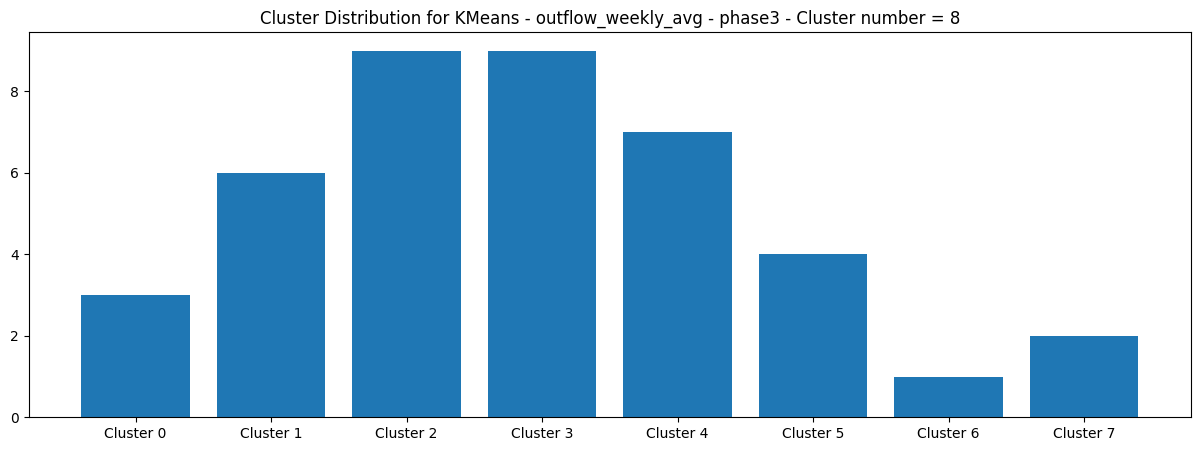 Cluster Distribution for KMeans - outflow_weekly_avg - phase3 - Cluster number = 8
8
6
4
2
0
Cluster 0 Cluster 1 Cluster 2 Cluster 3 Cluster 4 Cluster 5 Cluster 6 Cluster 7